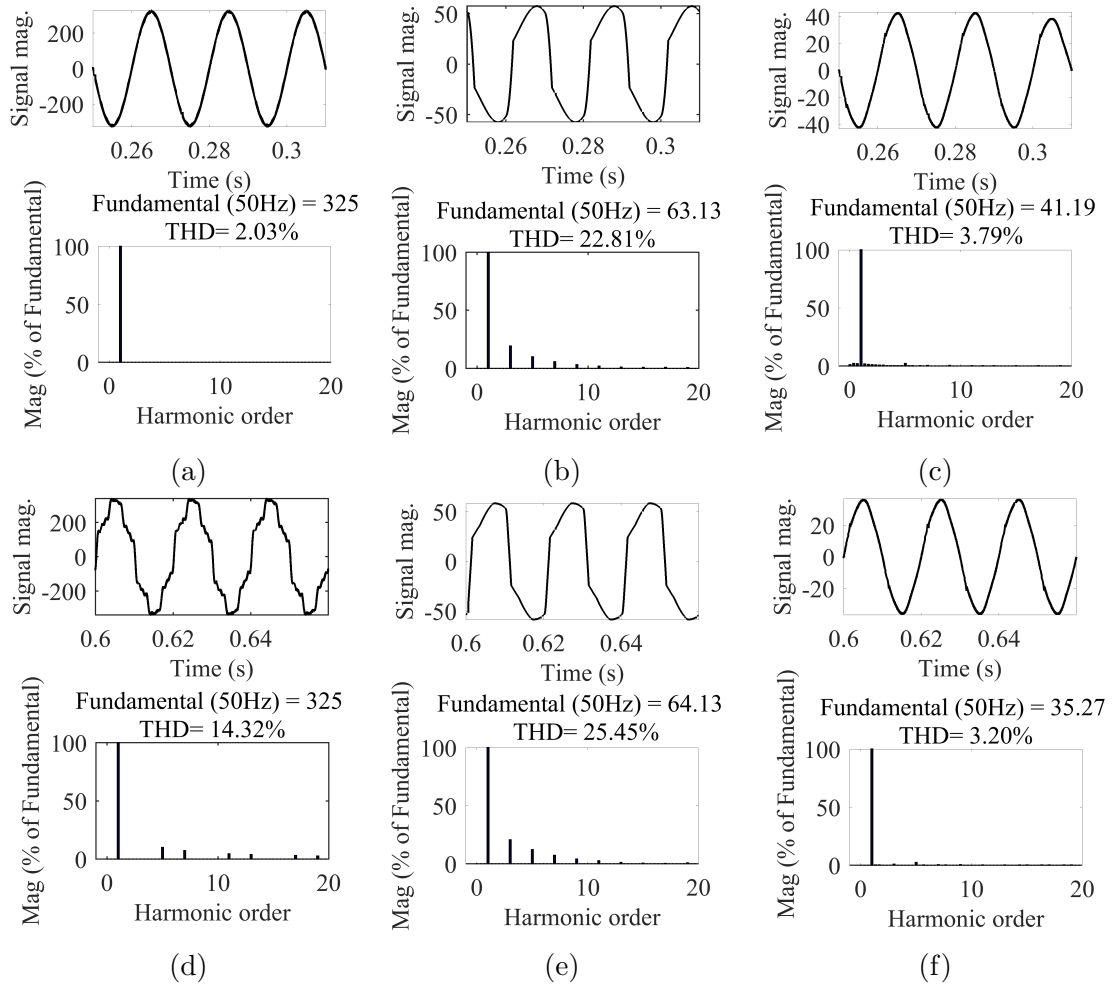 Signal mag.
200
0
-200
0.26 0.28 0.3
Time (s)
Fundamental (50Hz) = 325
THD= 2.03%
Mag (% of Fundamental)
100
50
0
0 10 20
Harmonic order
(a)
Signal mag.
50
0
-50
0.26 0.28 0.3
Time (s)
Fundamental (50Hz) = 63.13
THD= 22.81%
Mag (% of Fundamental)
100
50
0
0 10 20
Harmonic order
(b)
Signal mag.
40
20
0
-20
-40
0.26 0.28 0.3
Time (s)
Fundamental (50Hz) = 41.19
THD= 3.79%
Mag (% of Fundamental)
100
50
0
0 10 20
Harmonic order
(c)
Signal mag.
200
0
-200
0.6 0.62 0.64
Time (s)
Fundamental (50Hz) = 325
THD= 14.32%
Mag (% of Fundamental)
100
50
0
0 10 20
Harmonic order
(d)
Signal mag.
50
0
-50
0.6 0.62 0.64
Time (s)
Fundamental (50Hz) = 64.13
THD= 25.45%
Mag (% of Fundamental)
100
50
0
0 10 20
Harmonic order
(e)
Signal mag.
20
0
-20
0.6 0.62 0.64
Time (s)
Fundamental (50Hz) = 35.27
THD= 3.20%
Mag (% of Fundamental)
100
50
0
0 10 20
Harmonic order
(f)